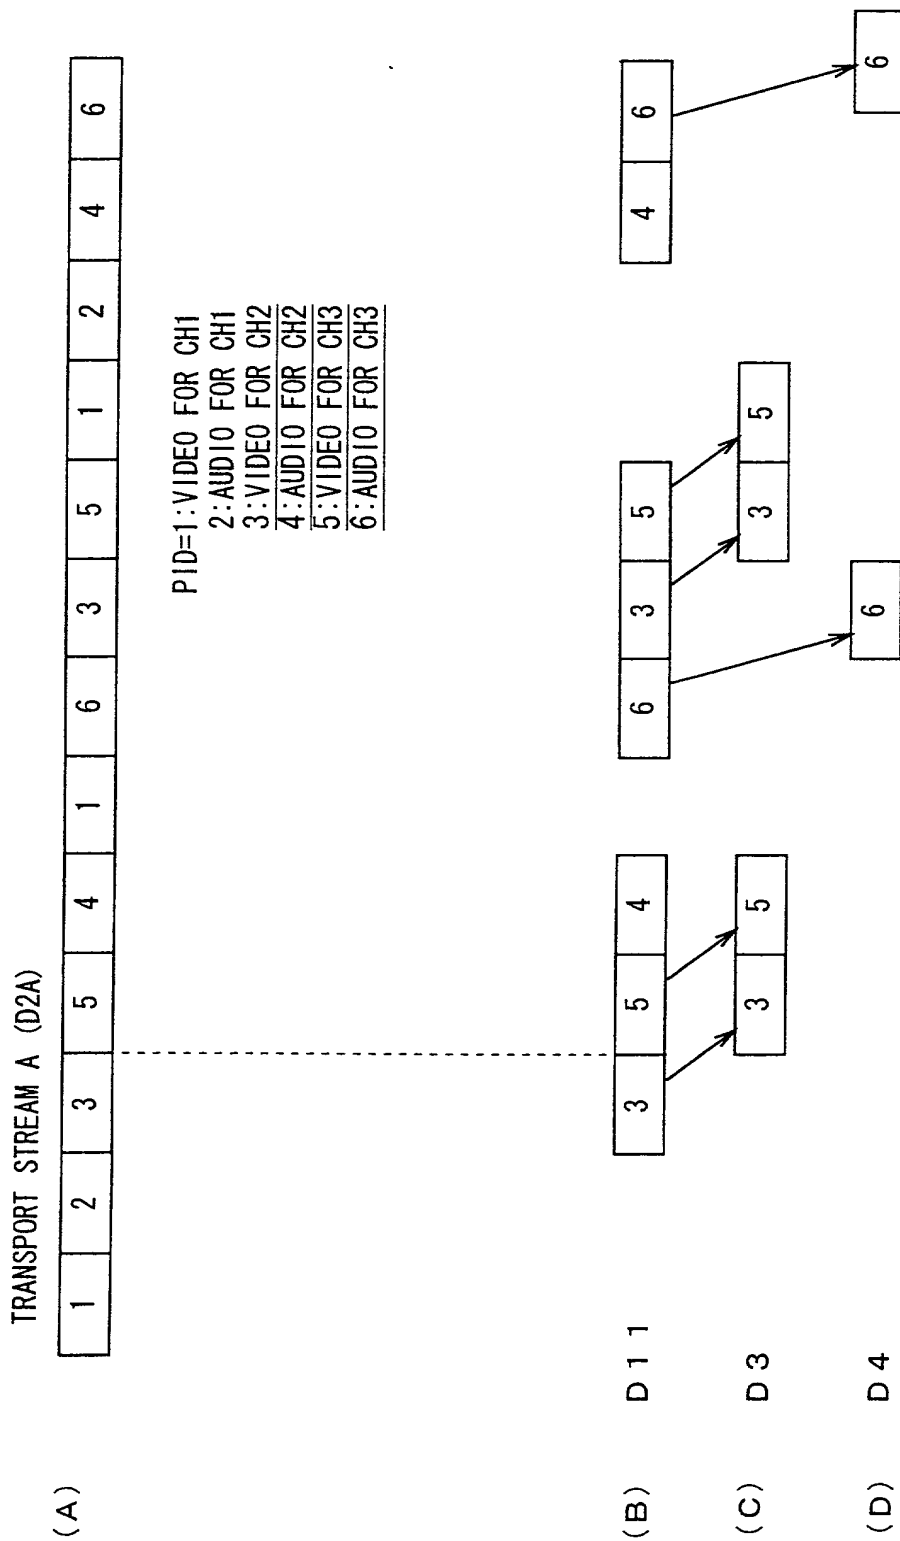 TRANSPORT STREAM A (D2A)
(A)
1 2 3 5 4 1 6 3 5 1 2 4 6
PID=1:VIDEO FOR CH1
2:AUDIO FOR CH1
3:VIDEO FOR CH2
4:AUDIO FOR CH2
5:VIDEO FOR CH3
6:AUDIO FOR CH3
(B) D11 3 5 4 6 3 5 4 6
(C) D3 3 5 3 5
(D) D4 6 6